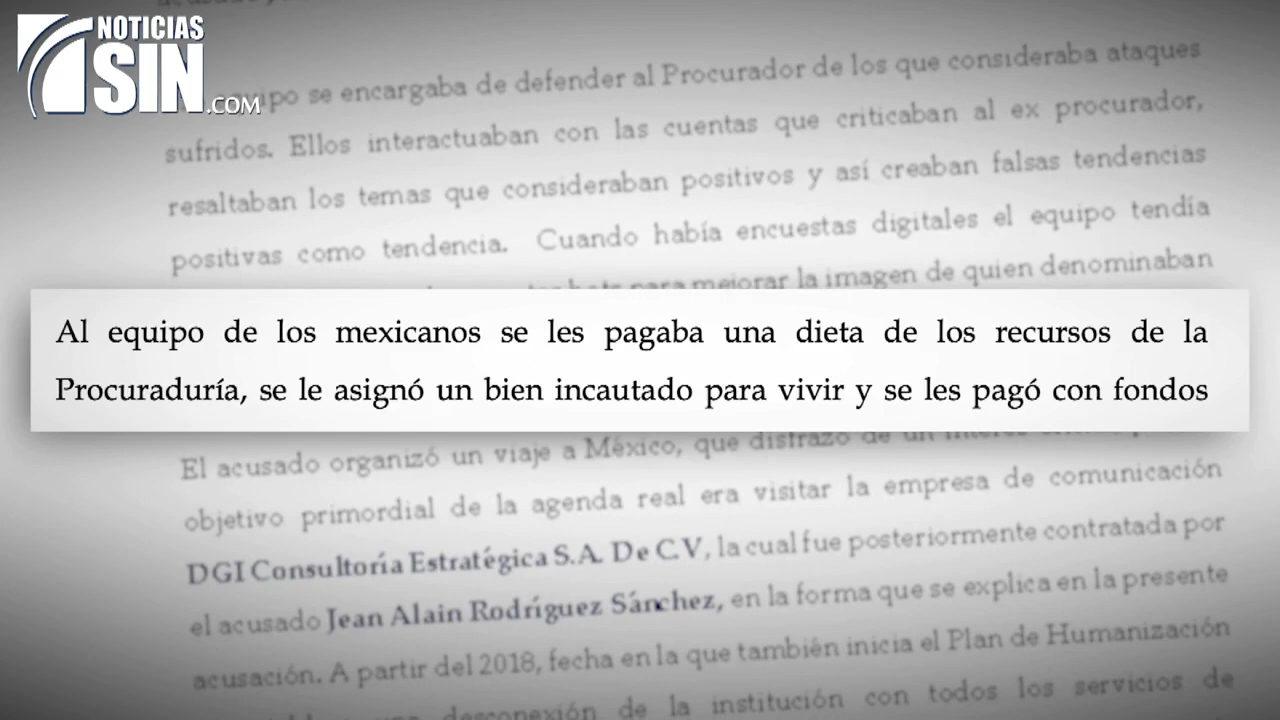 NOTICIAS
SIN.COM
se encargaba de defender al Procurador de los que consideraba ataques
sufridos. Ellos interactuaban con las cuentas que criticaban al ex procurador,
resaltaban los temas que consideraban positivos y así creaban falsas tendencias
positivas como tendencia. Cuando había encuestas digitales el equipo tendía
para mejorar la imagen de quien denominaban
Al equipo de los mexicanos se les pagaba una dieta de los recursos de la
Procuraduría, se le asignó un bien incautado para vivir y se les pagó con fondos
El acusado organizó un viaje a México, que disfrazó de un
objetivo primordial de la agenda real era visitar la empresa de comunicación
DGI Consultoría Estratégica S.A. De C.V, la cual fue posteriormente contratada por
el acusado Jean Alain Rodríguez Sánchez, en la forma que se explica en la presente
acusación. A partir del 2018, fecha en la que también inicia el Plan de Humanización
desconexión de la institución con todos los servicios de